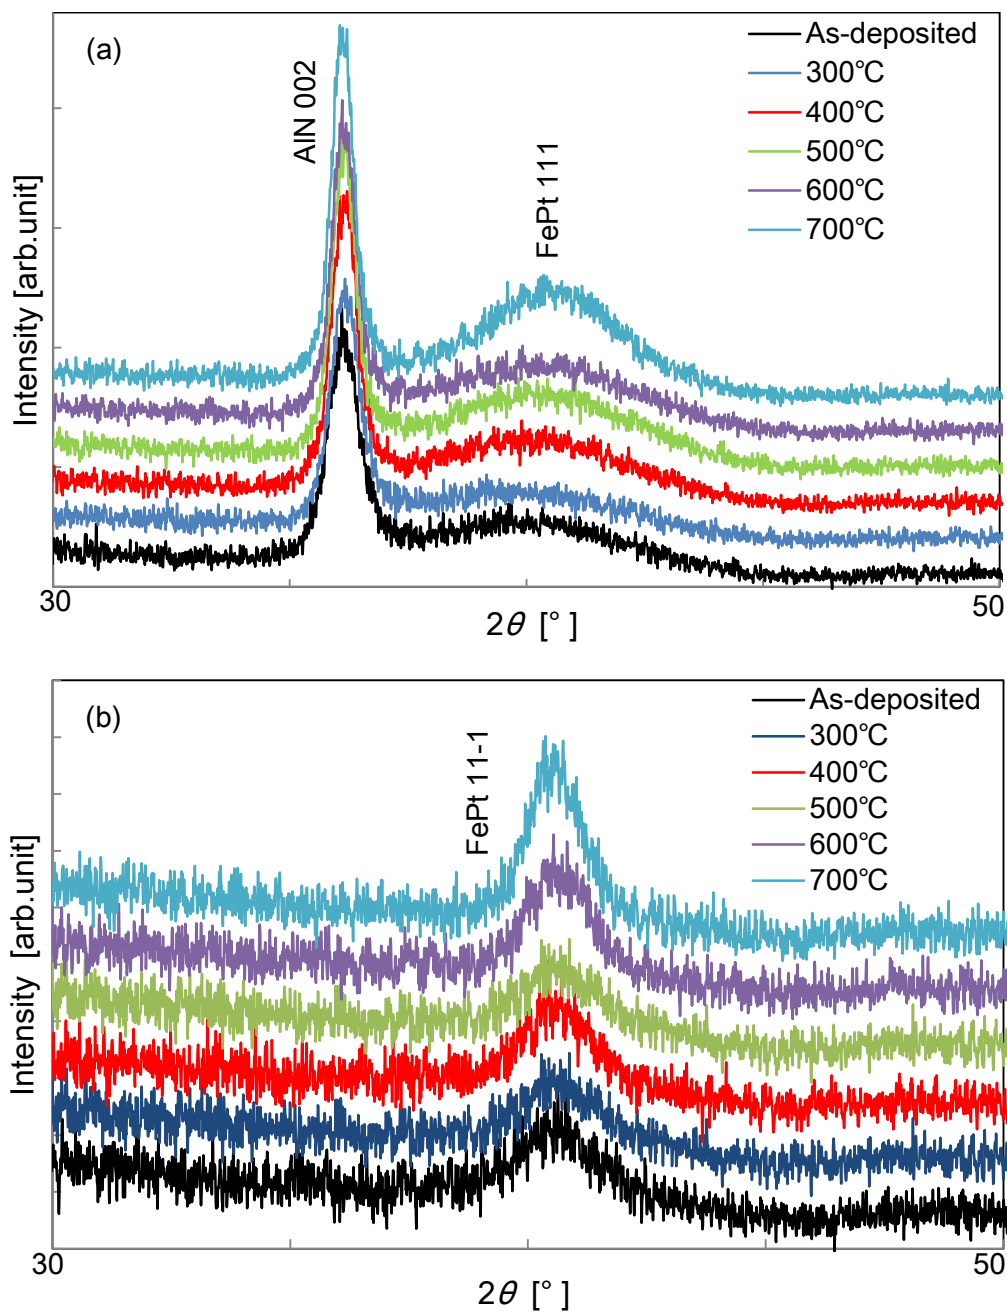 (a)
As-deposited
300℃
400℃
500℃
600℃
700℃
AlN 002
FePt 111
Intensity [arb.unit]
30
50
2θ [°]
(b)
As-deposited
300℃
400℃
500℃
600℃
700℃
FePt 11-1
Intensity [arb.unit]
30
50
2θ [°]